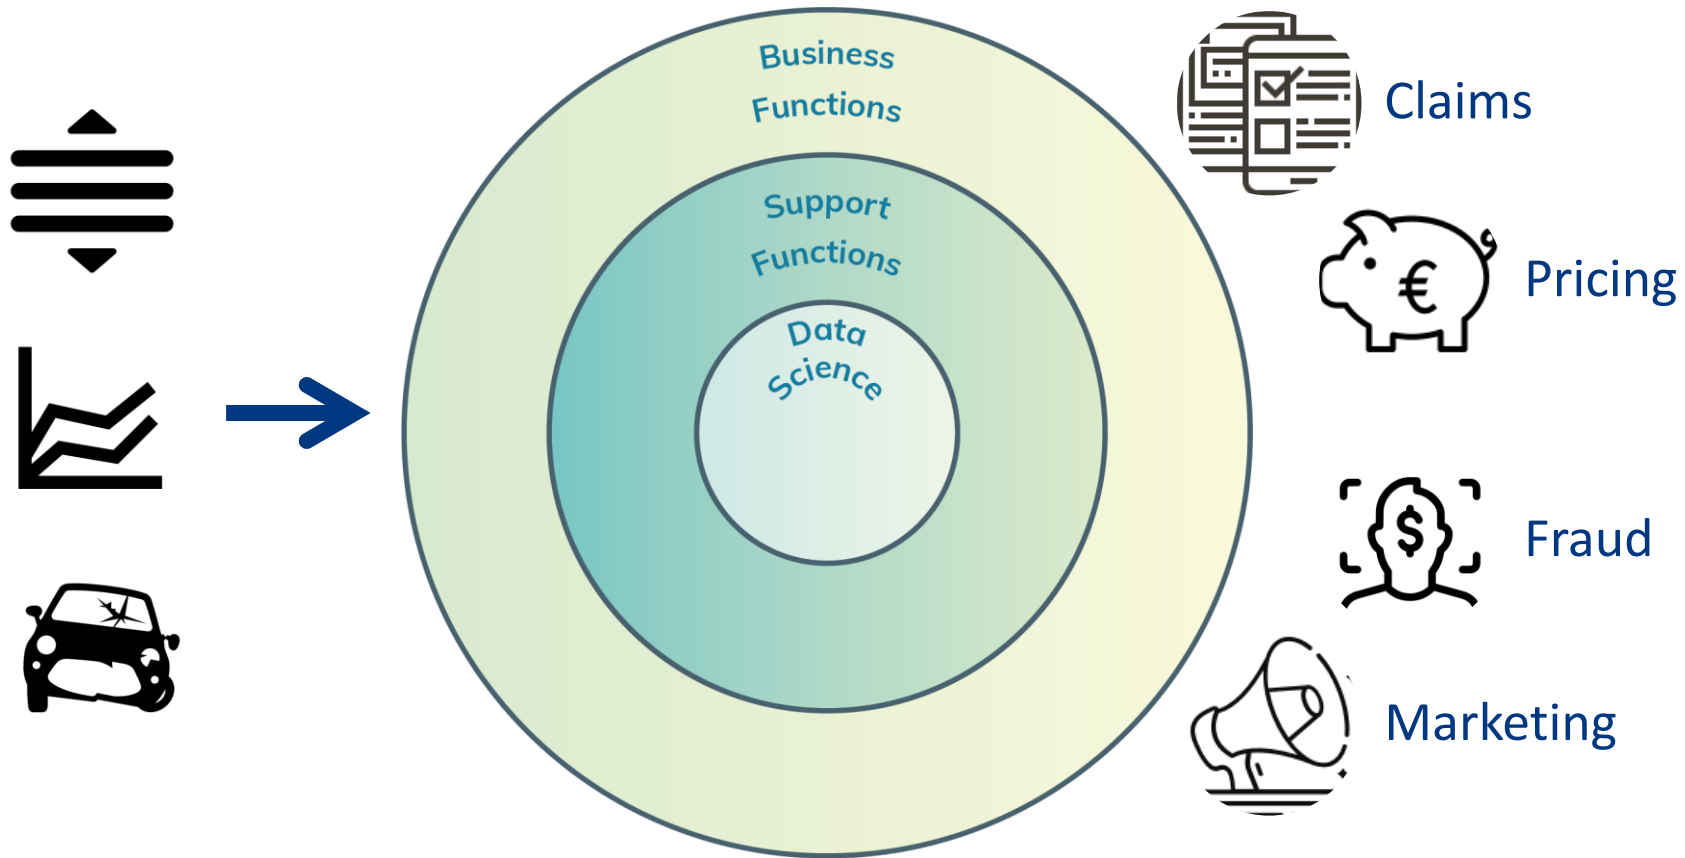 Business
Functions
Support
Functions
Data
Science
Claims
€
Pricing
$
Fraud
Marketing